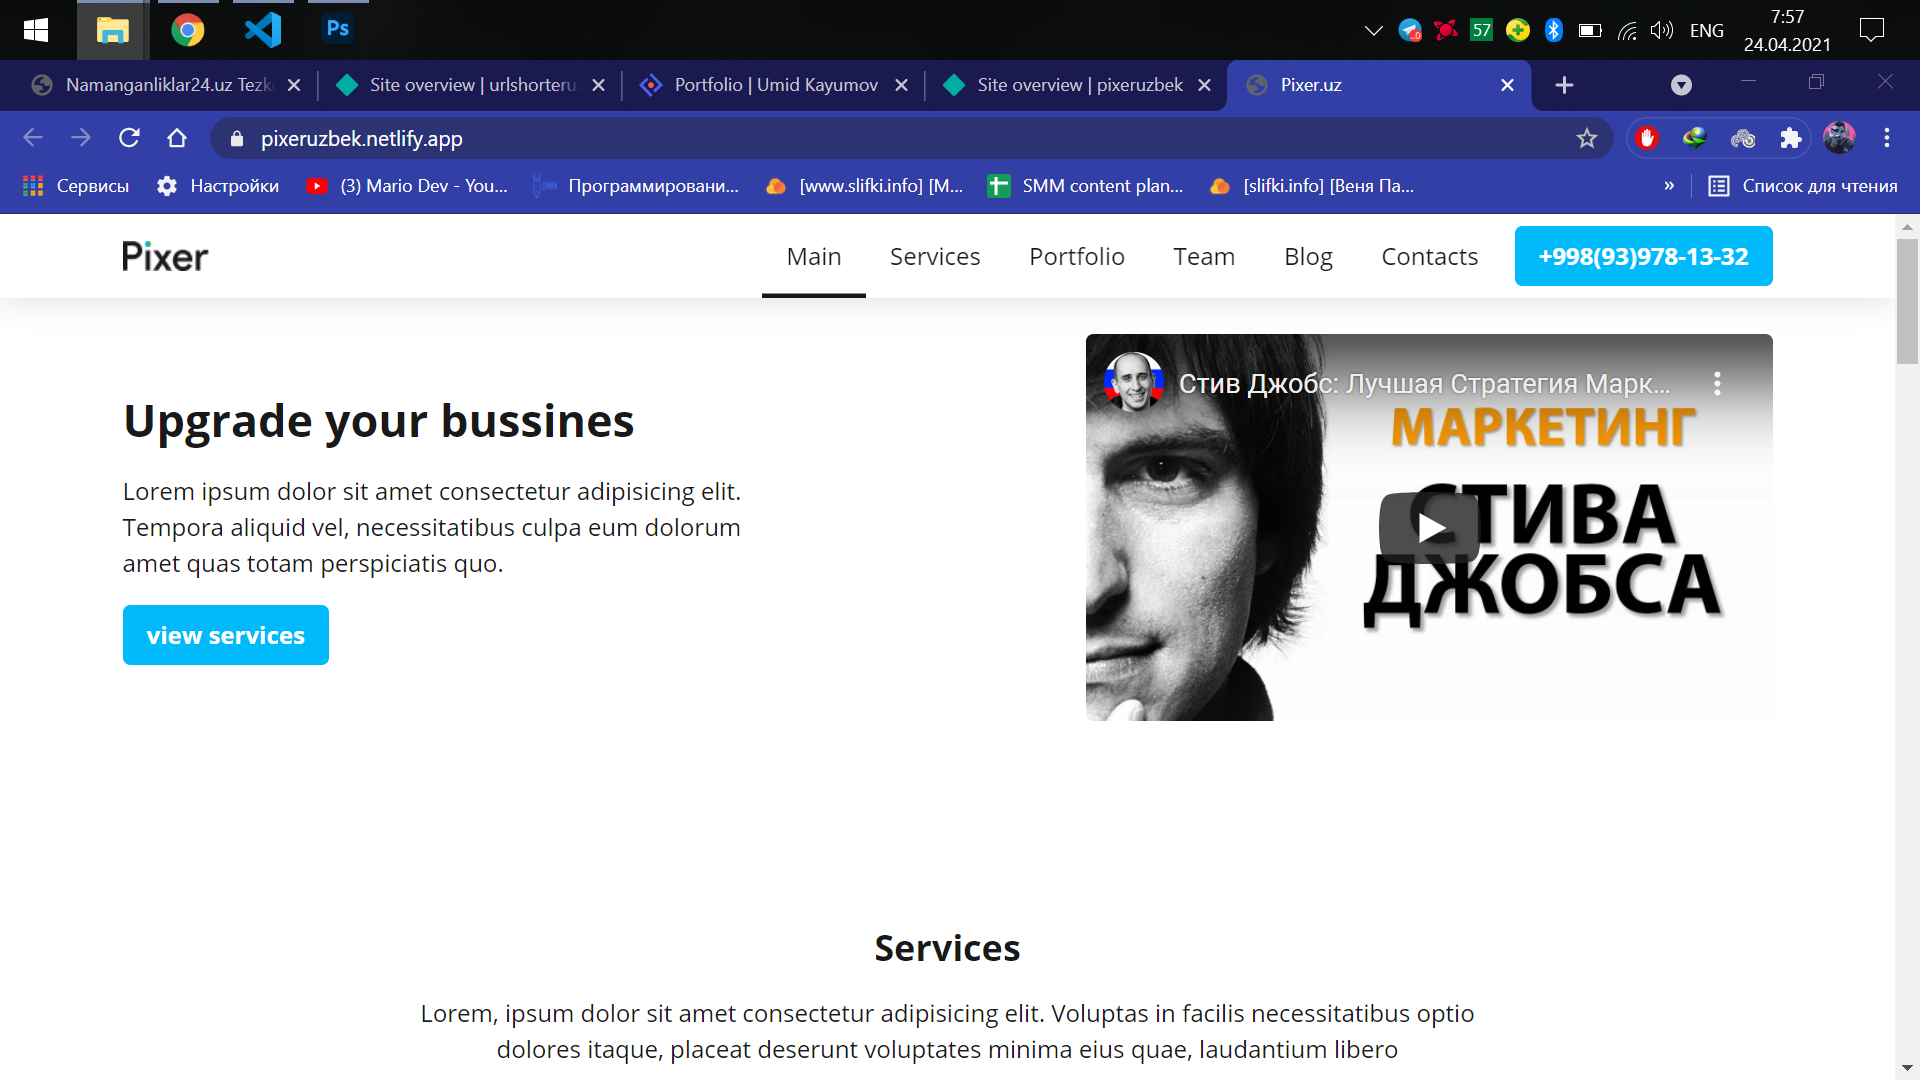 Ps
57
ENG
7:57
24.04.2021
Namanganliklar24.uz Tezk
Site overview | urlshorteru
Portfolio | Umid Kayumov
Site overview | pixeruzbek
Pixer.uz
pixeruzbek.netlify.app
Сервисы
Настройки
(3) Mario Dev - You...
Программировани...
[www.slifki.info] [M...
SMM content plan...
[slifki.info] [Веня Па...
»
Список для чтения
Pixer
Main
Services
Portfolio
Team
Blog
Contacts
+998(93)978-13-32
Upgrade your bussines
Lorem ipsum dolor sit amet consectetur adipisicing elit.
Tempora aliquid vel, necessitatibus culpa eum dolorum
amet quas totam perspiciatis quo.
view services
Стив Джобс: Лучшая Стратегия Марк...
МАРКЕТИНГ
СТИВА
ДЖОБСА
Services
Lorem, ipsum dolor sit amet consectetur adipisicing elit. Voluptas in facilis necessitatibus optio
dolores itaque, placeat deserunt voluptates minima eius quae, laudantium libero